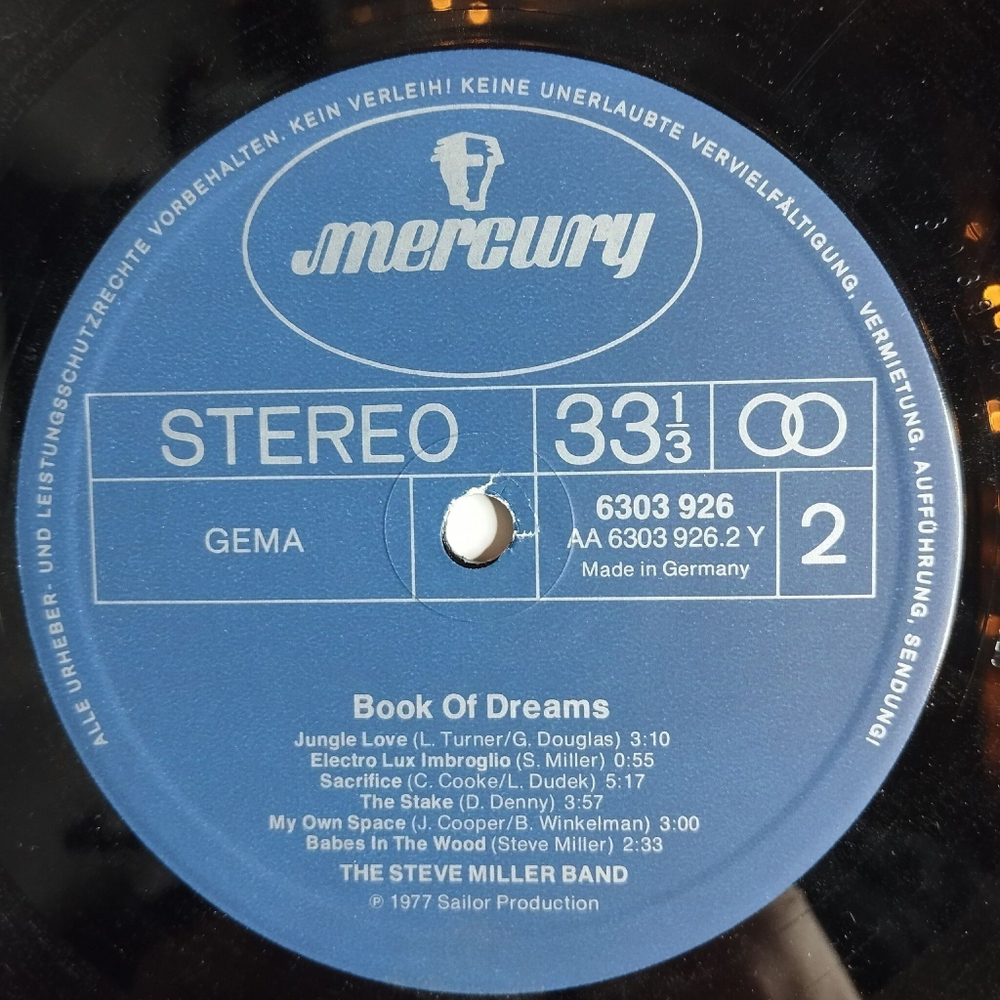 ALLE URHEBER- UND LEISTUNGSSCHUTZRECHTE VORBEHALTEN. KEIN VERLEIH! KEINE UNERLAUBTE VERVIELFÄLTIGUNG, VERMIETUNG, AUFFÜHRUNG, SENDUNG!
mercury
STEREO
33 1/3
GEMA
6303 926
AA 6303 926.2 Y
Made in Germany
2
Book Of Dreams
Jungle Love (L. Turner/G. Douglas) 3:10
Electro Lux Imbroglio (S. Miller) 0:55
Sacrifice (C. Cooke/L. Dudek) 5:17
The Stake (D. Denny) 3:57
My Own Space (J. Cooper/B. Winkelman) 3:00
Babes In The Wood (Steve Miller) 2:33
THE STEVE MILLER BAND
℗ 1977 Sailor Production